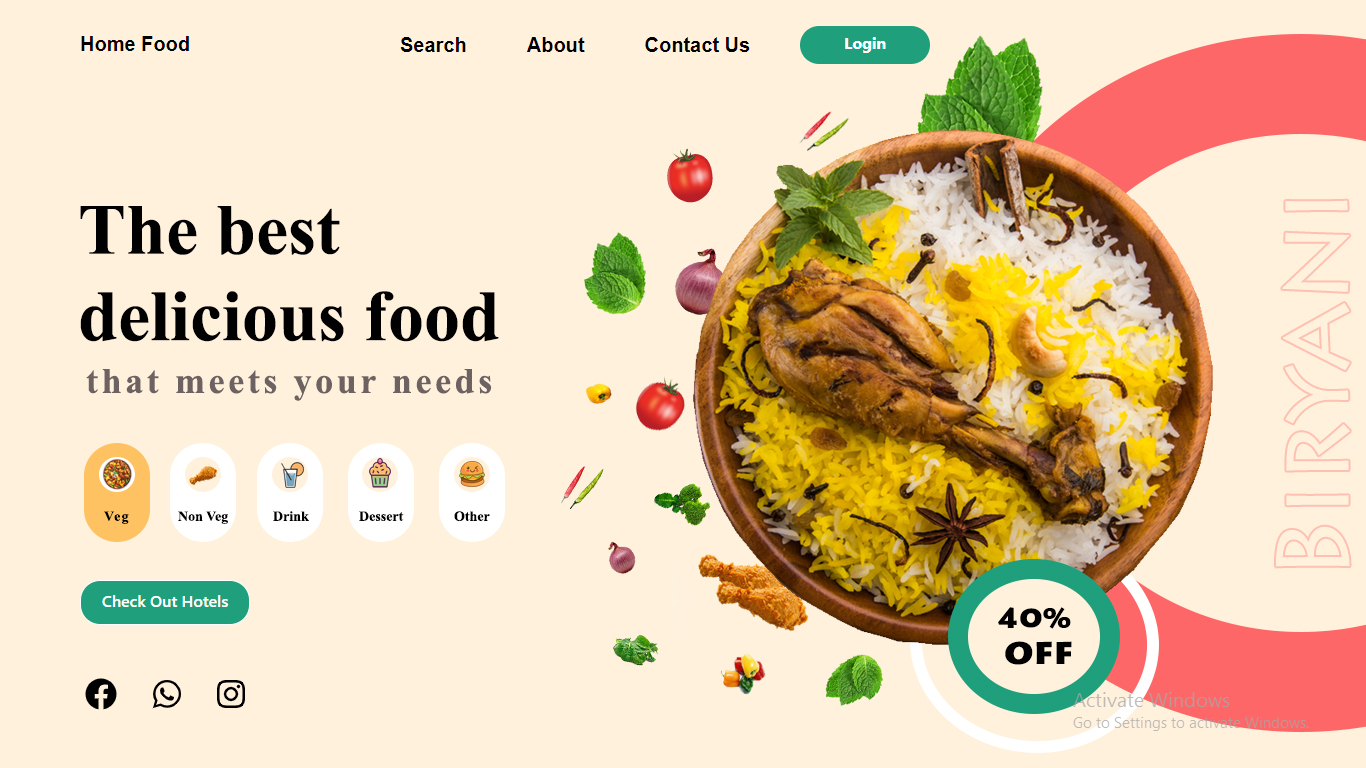 Home Food
Search
About
Contact Us
Login
The best
delicious food
that meets your needs
Veg
Non Veg
Drink
Dessert
Other
Check Out Hotels
BIRYANI
40%
OFF
Activate Windows
Go to Settings to activate Windows.